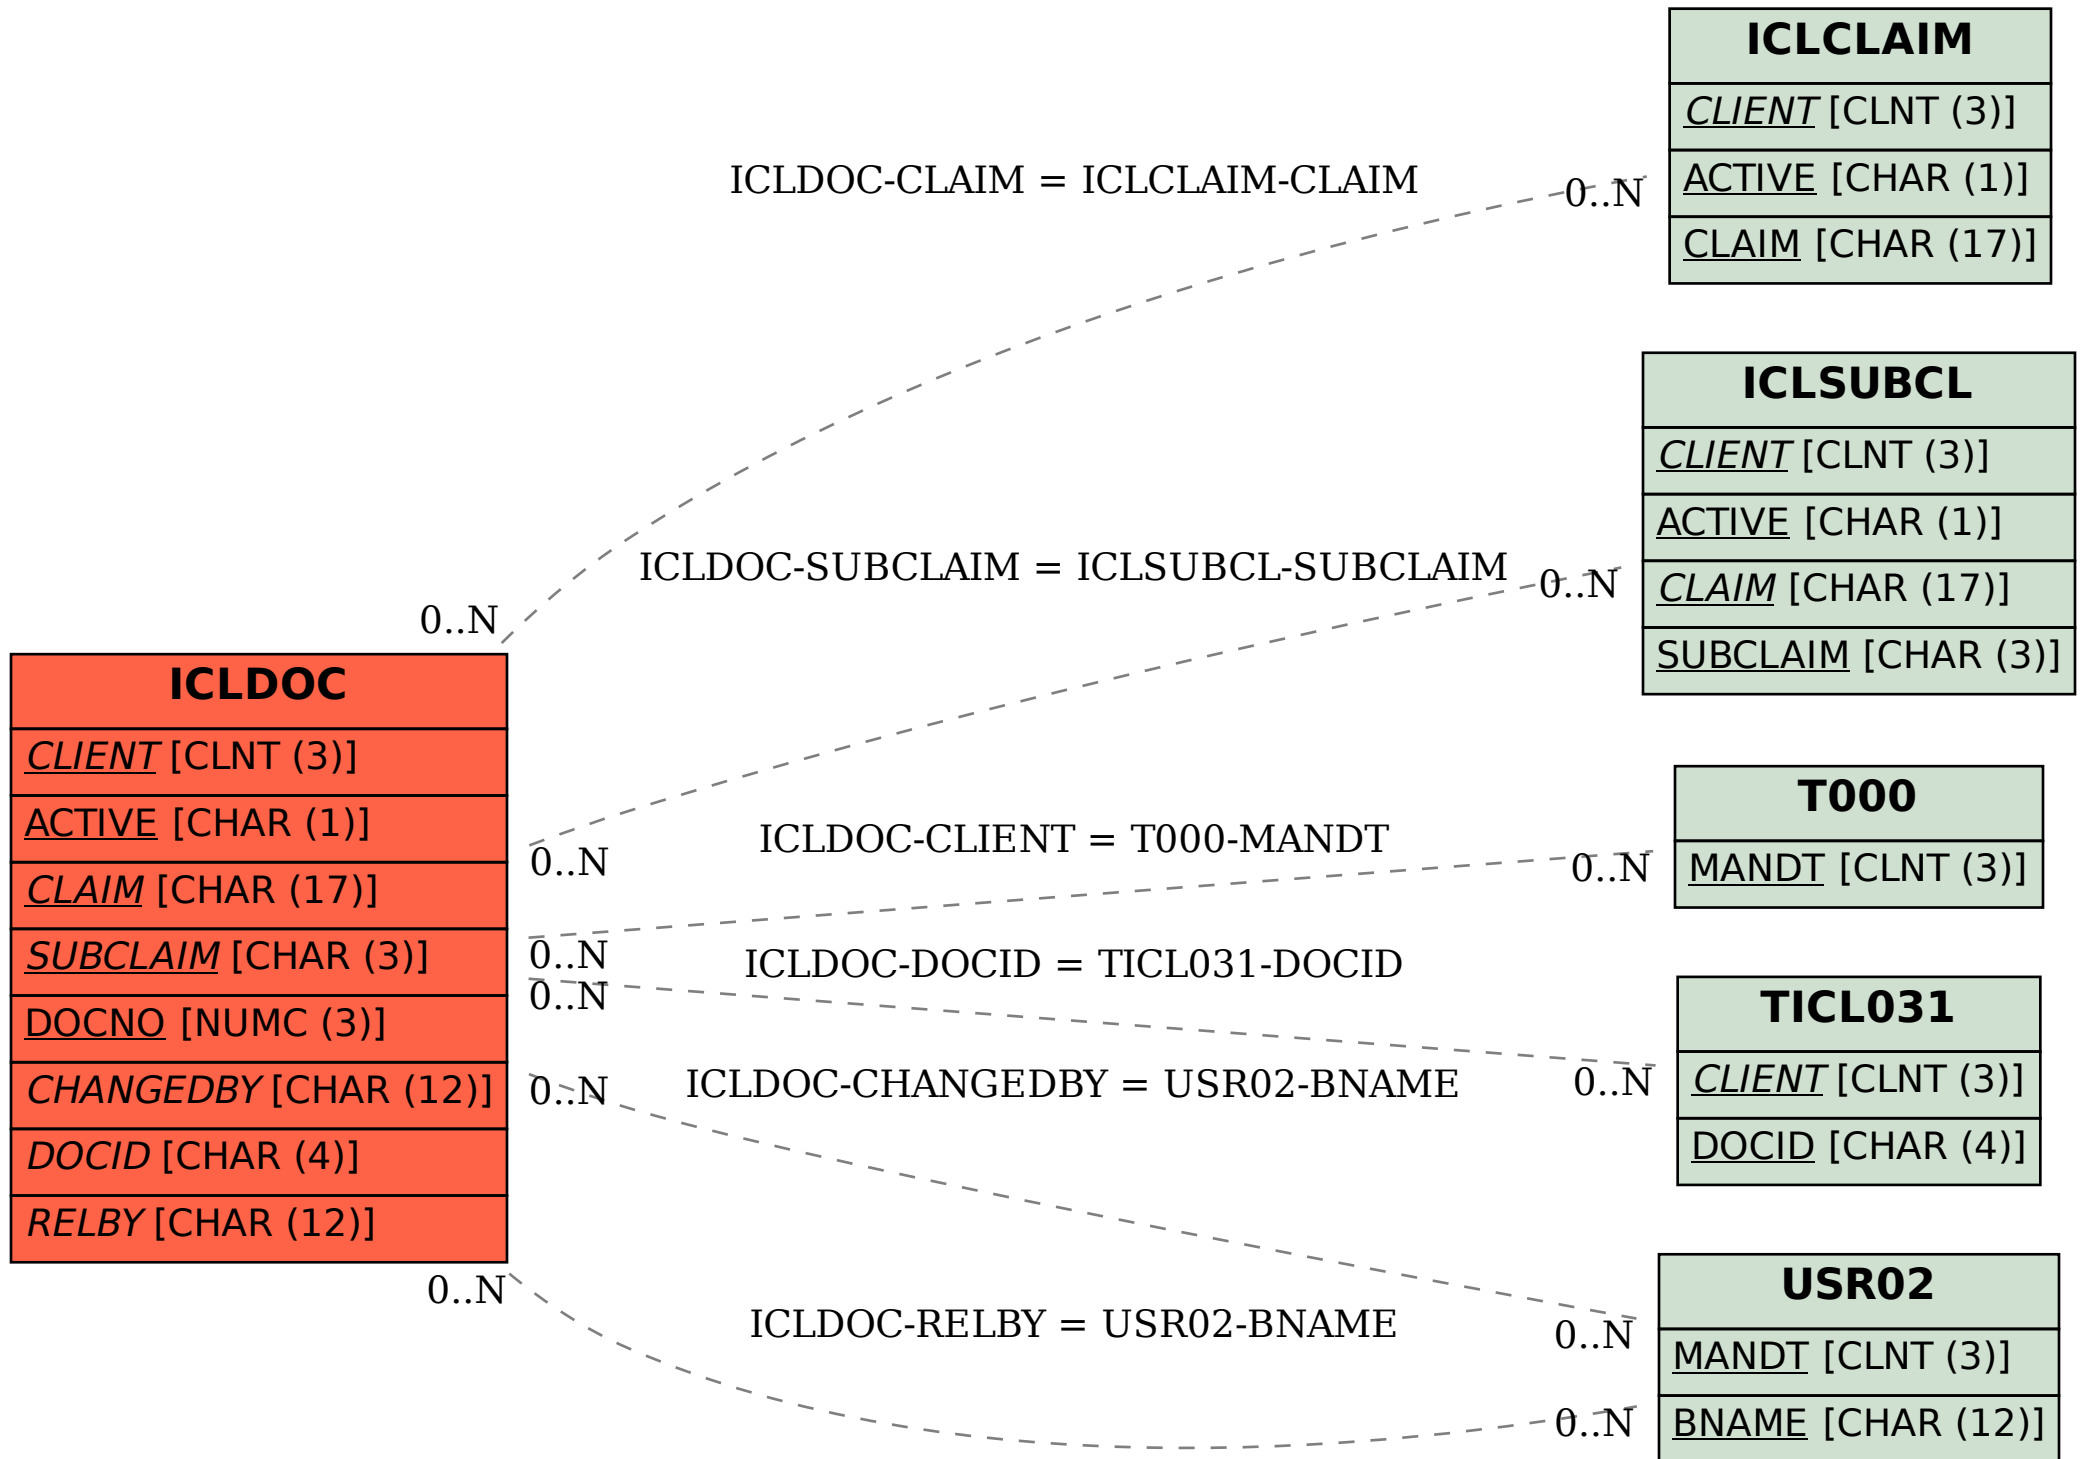 ICLCLAIM
CLIENT [CLNT (3)]
ACTIVE [CHAR (1)]
CLAIM [CHAR (17)]
ICLDOC-CLAIM = ICLCLAIM-CLAIM
0..N
0..N
ICLSUBCL
CLIENT [CLNT (3)]
ACTIVE [CHAR (1)]
CLAIM [CHAR (17)]
SUBCLAIM [CHAR (3)]
ICLDOC-SUBCLAIM = ICLSUBCL-SUBCLAIM
0..N
0..N
ICLDOC
CLIENT [CLNT (3)]
ACTIVE [CHAR (1)]
CLAIM [CHAR (17)]
SUBCLAIM [CHAR (3)]
DOCNO [NUMC (3)]
CHANGEDBY [CHAR (12)]
DOCID [CHAR (4)]
RELBY [CHAR (12)]
T000
MANDT [CLNT (3)]
ICLDOC-CLIENT = T000-MANDT
0..N
0..N
ICLDOC-DOCID = TICL031-DOCID
0..N
0..N
TICL031
CLIENT [CLNT (3)]
DOCID [CHAR (4)]
ICLDOC-CHANGEDBY = USR02-BNAME
0..N
0..N
ICLDOC-RELBY = USR02-BNAME
0..N
0..N
USR02
MANDT [CLNT (3)]
BNAME [CHAR (12)]